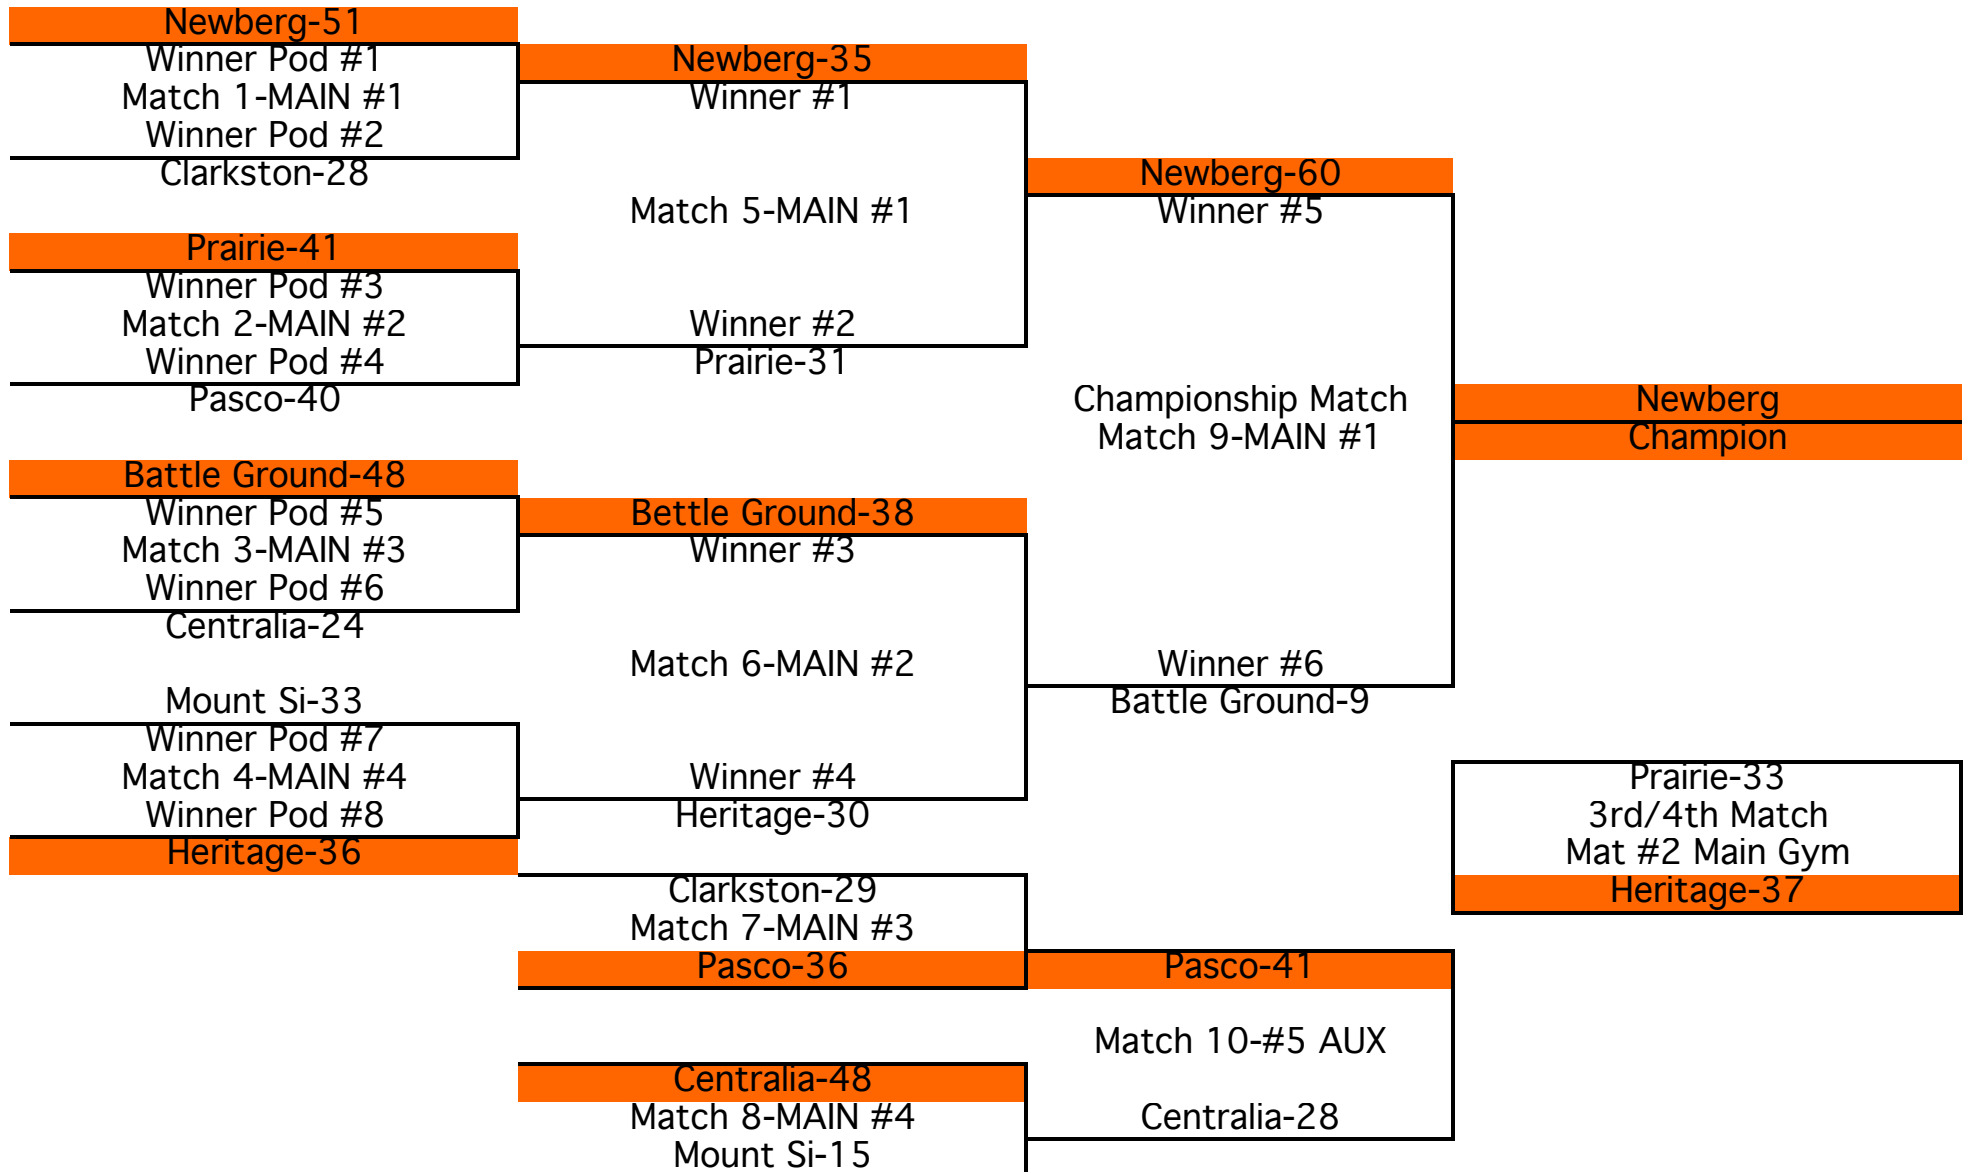 Newberg-51
Winner Pod #1
Match 1-MAIN #1
Winner Pod #2
Clarkston-28
Prairie-41
Winner Pod #3
Match 2-MAIN #2
Winner Pod #4
Pasco-40
Battle Ground-48
Winner Pod #5
Match 3-MAIN #3
Winner Pod #6
Centralia-24
Mount Si-33
Winner Pod #7
Match 4-MAIN #4
Winner Pod #8
Heritage-36
Newberg-35
Winner #1
Match 5-MAIN #1
Winner #2
Prairie-31
Bettle Ground-38
Winner #3
Match 6-MAIN #2
Winner #4
Heritage-30
Clarkston-29
Match 7-MAIN #3
Pasco-36
Centralia-48
Match 8-MAIN #4
Mount Si-15
Newberg-60
Winner #5
Championship Match
Match 9-MAIN #1
Winner #6
Battle Ground-9
Pasco-41
Match 10-#5 AUX
Centralia-28
Newberg
Champion
Prairie-33
3rd/4th Match
Mat #2 Main Gym
Heritage-37